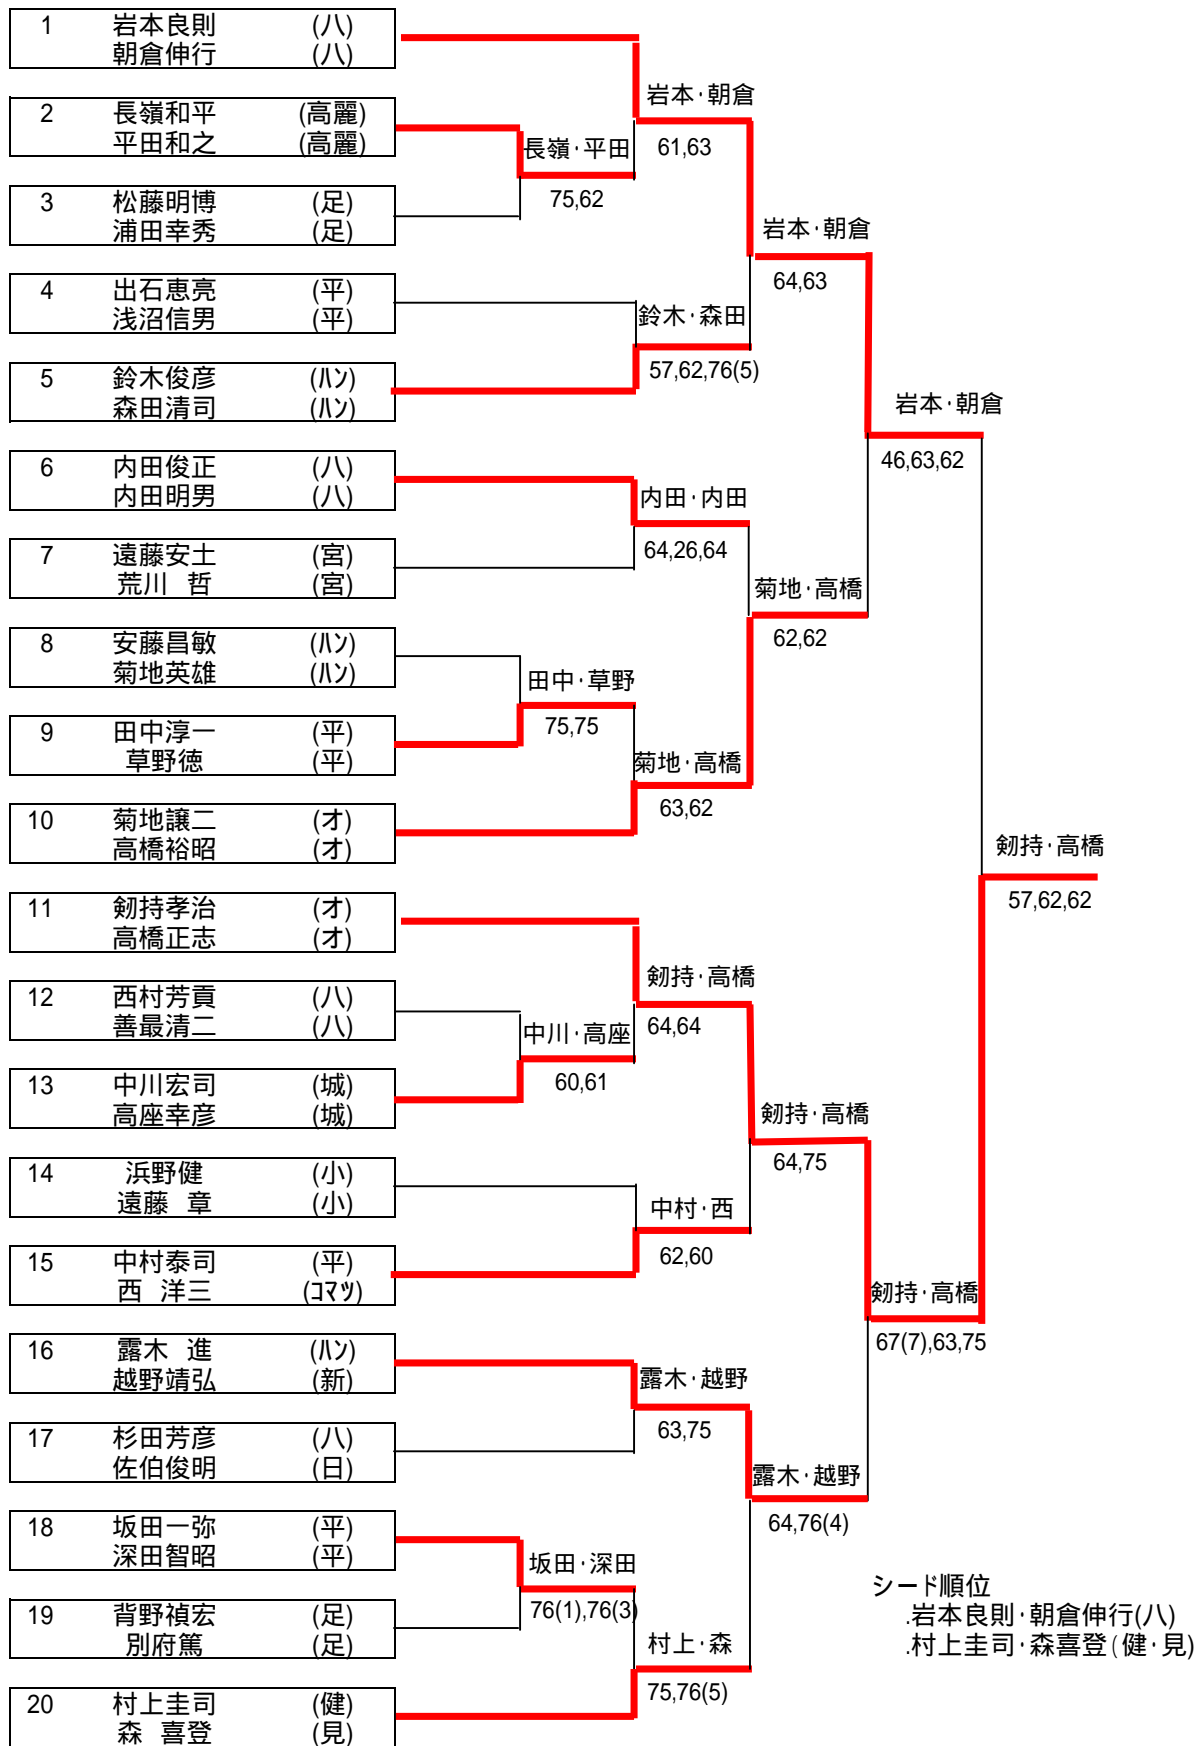 1 岩本良則 (八)
朝倉伸行 (八)
2 長嶺和平 (高麗)
平田和之 (高麗)
3 松藤明博 (足)
浦田幸秀 (足)
4 出石恵亮 (平)
浅沼信男 (平)
5 鈴木俊彦 (ﾊﾝ)
森田清司 (ﾊﾝ)
6 内田俊正 (八)
内田明男 (八)
7 遠藤安土 (宮)
荒川 哲 (宮)
8 安藤昌敏 (ﾊﾝ)
菊地英雄 (ﾊﾝ)
9 田中淳一 (平)
草野徳 (平)
10 菊地譲二 (オ)
高橋裕昭 (オ)
11 剱持孝治 (オ)
高橋正志 (オ)
12 西村芳貢 (八)
善最清二 (八)
13 中川宏司 (城)
高座幸彦 (城)
14 浜野健 (小)
遠藤 章 (小)
15 中村泰司 (平)
西 洋三 (ｺﾏﾂ)
16 露木 進 (ﾊﾝ)
越野靖弘 (新)
17 杉田芳彦 (八)
佐伯俊明 (日)
18 坂田一弥 (平)
深田智昭 (平)
19 背野禎宏 (足)
別府篤 (足)
20 村上圭司 (健)
森 喜登 (見)
長嶺･平田
75,62
田中･草野
75,75
中川･高座
60,61
坂田･深田
76(1),76(3)
岩本･朝倉
61,63
鈴木･森田
57,62,76(5)
内田･内田
64,26,64
菊地･高橋
63,62
剱持･高橋
64,64
中村･西
62,60
露木･越野
63,75
村上･森
75,76(5)
岩本･朝倉
64,63
菊地･高橋
62,62
剱持･高橋
64,75
露木･越野
64,76(4)
岩本･朝倉
46,63,62
剱持･高橋
67(7),63,75
剱持･高橋
57,62,62
シード順位
.岩本良則･朝倉伸行(八)
.村上圭司･森喜登(健･見)